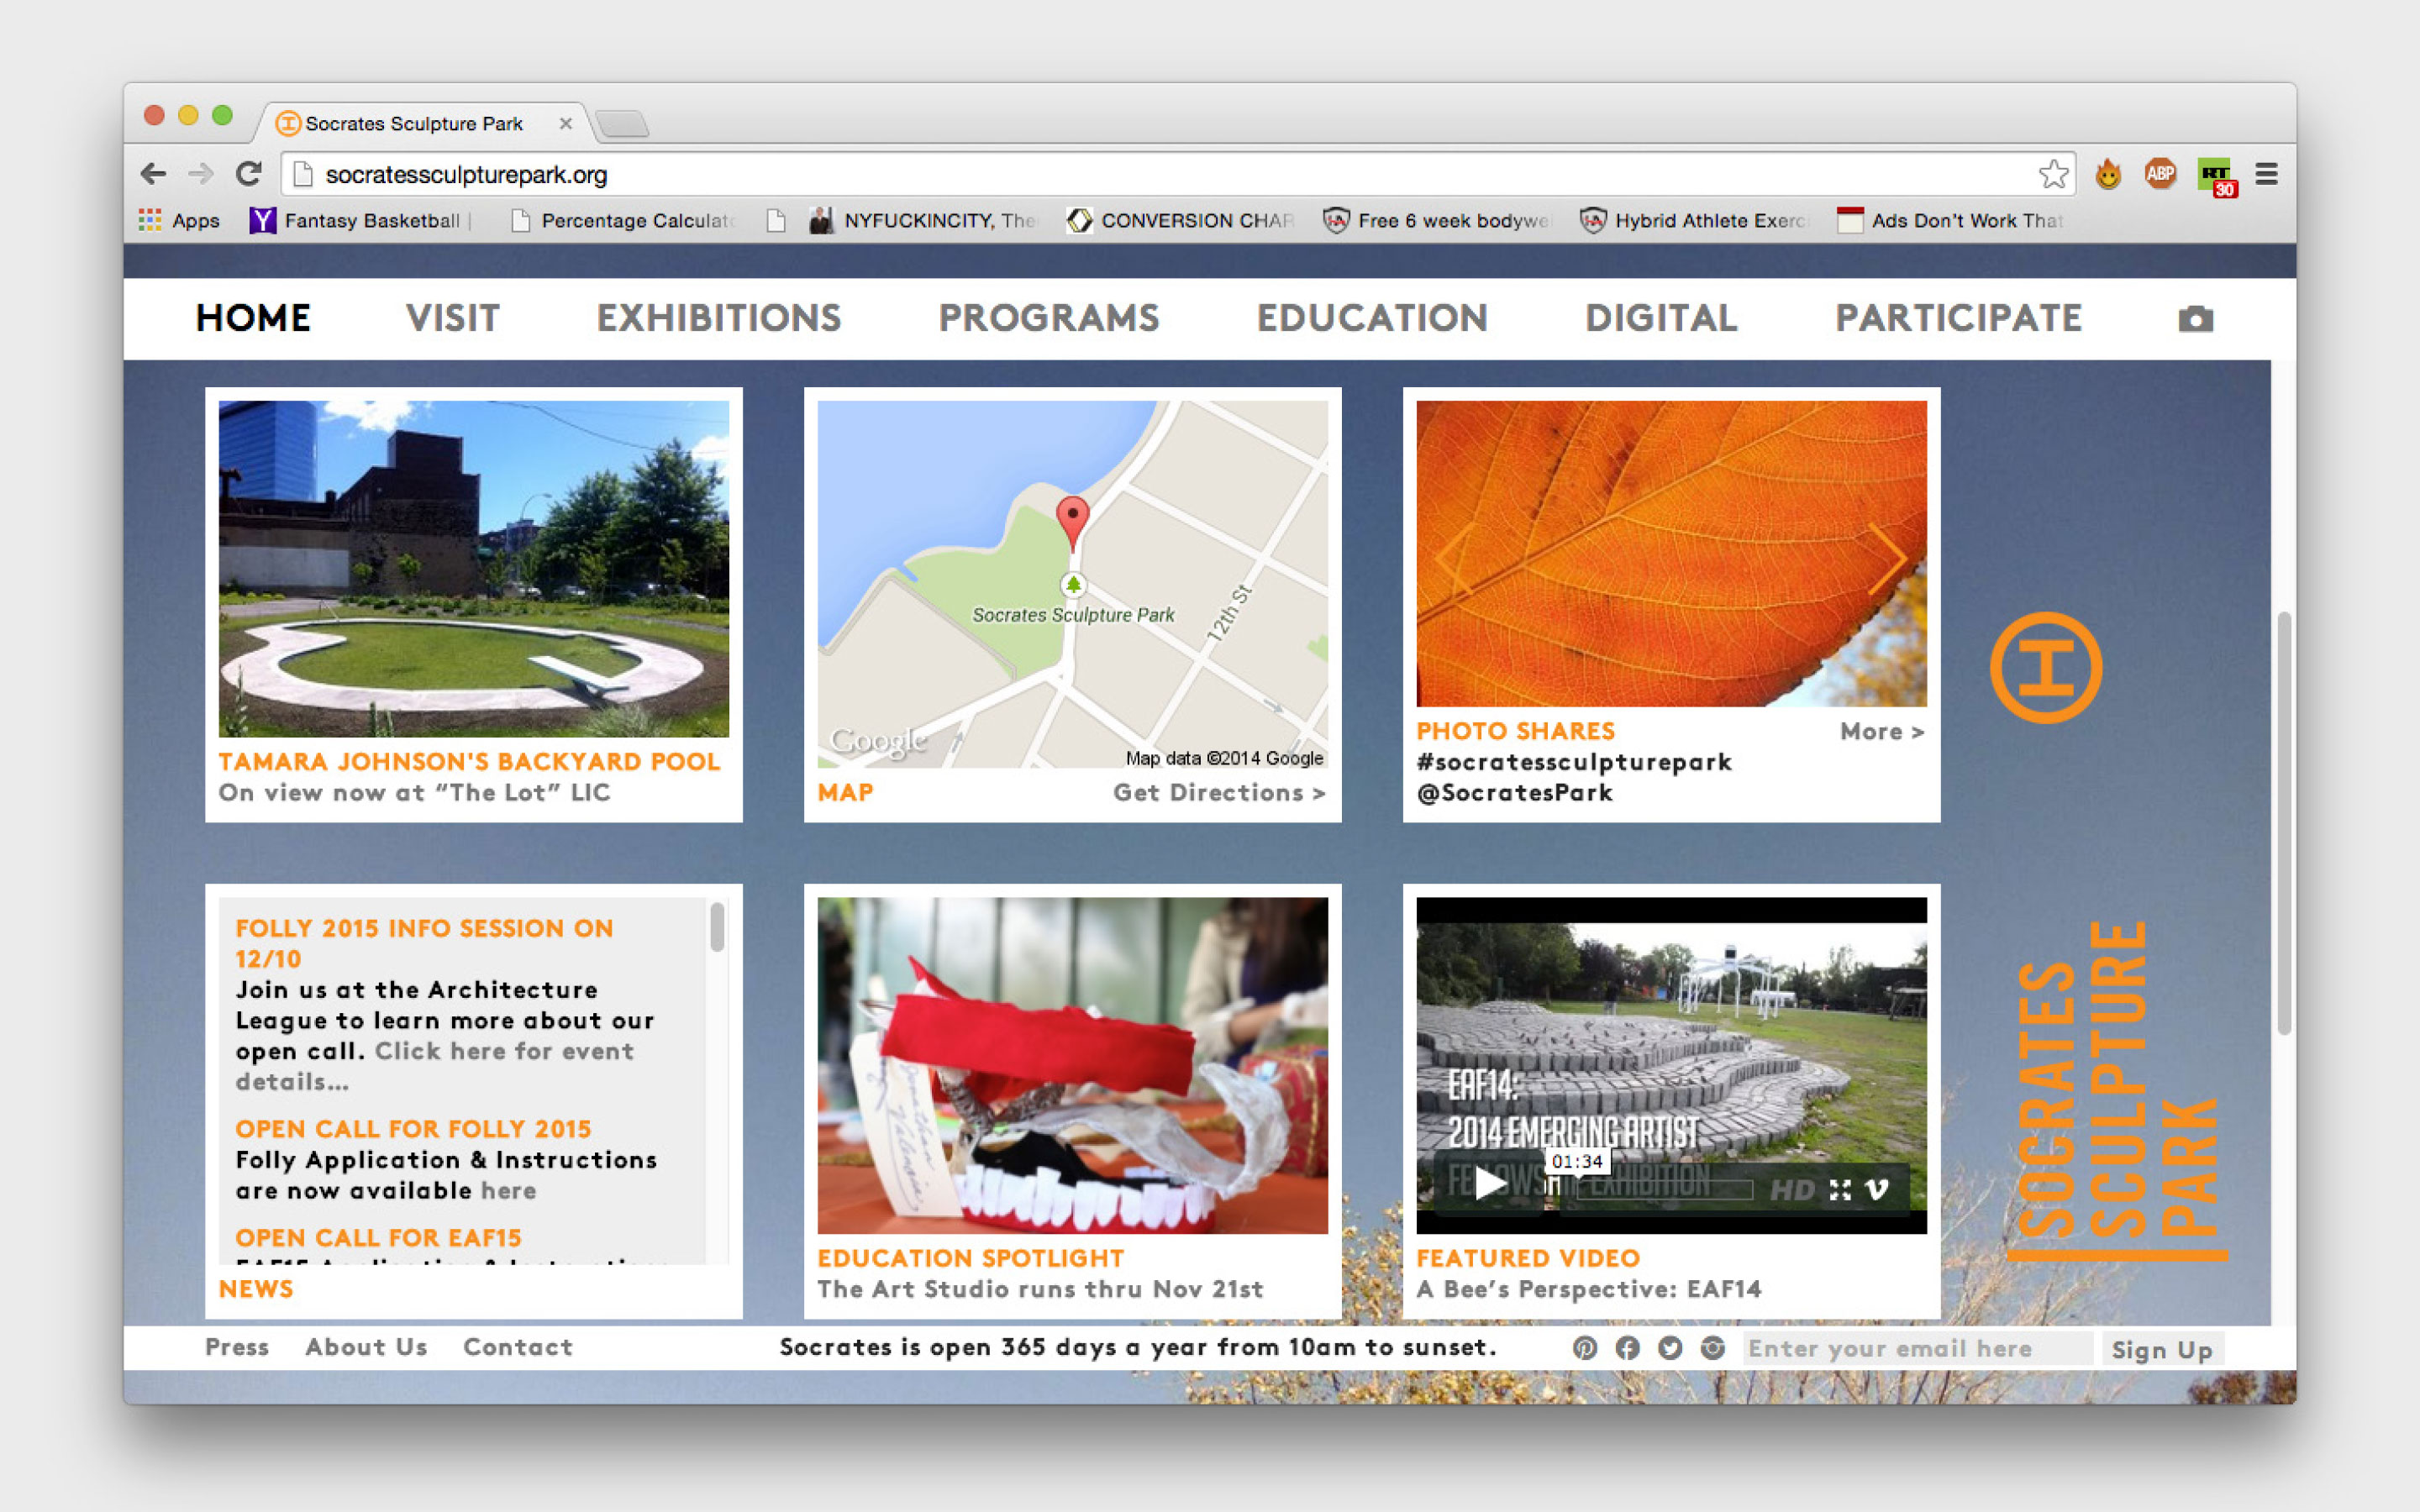 Socrates Sculpture Park
socratessculpturepark.org
ABP
RT
30
Apps
Fantasy Basketball |
Percentage Calculat
NYFUCKINCITY, The
CONVERSION CHAR
Free 6 week bodywe
Hybrid Athlete Exerc
Ads Don't Work That
HOME VISIT EXHIBITIONS PROGRAMS EDUCATION DIGITAL PARTICIPATE
TAMARA JOHNSON'S BACKYARD POOL
On view now at “The Lot” LIC
Socrates Sculpture Park
12th St
Google
Map data ©2014 Google
MAP
Get Directions >
PHOTO SHARES
More >
#socratessculpturepark
@SocratesPark
FOLLY 2015 INFO SESSION ON
12/10
Join us at the Architecture
League to learn more about our
open call. Click here for event
details...
OPEN CALL FOR FOLLY 2015
Folly Application & Instructions
are now available here
OPEN CALL FOR EAF15
NEWS
EDUCATION SPOTLIGHT
The Art Studio runs thru Nov 21st
EAF14:
2014 EMERGING ARTIST
EXHIBITION
01:34
HD
FEATURED VIDEO
A Bee's Perspective: EAF14
SOCRATES
SCULPTURE
PARK
Press About Us Contact
Socrates is open 365 days a year from 10am to sunset.
Enter your email here
Sign Up